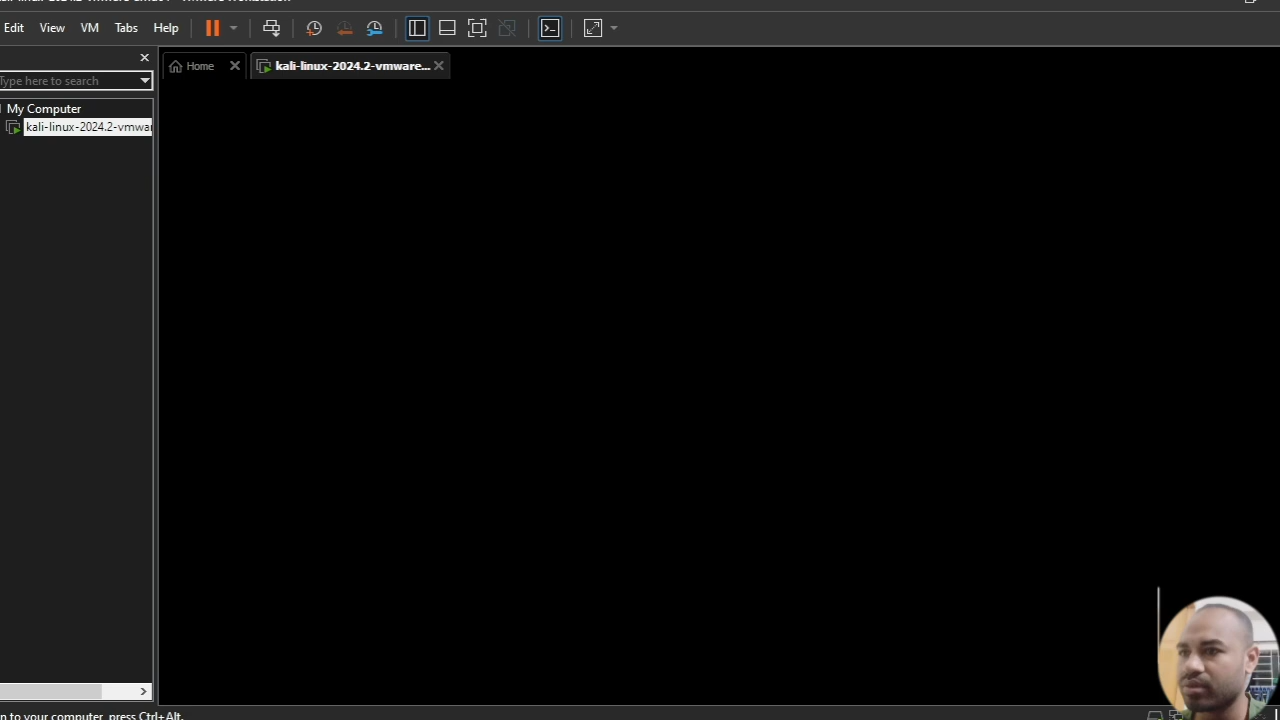 Edit View VM Tabs Help
Home kali-linux-2024.2-vmware...
Type here to search
My Computer
kali-linux-2024.2-vmwar
n to your computer, press Ctrl+Alt.